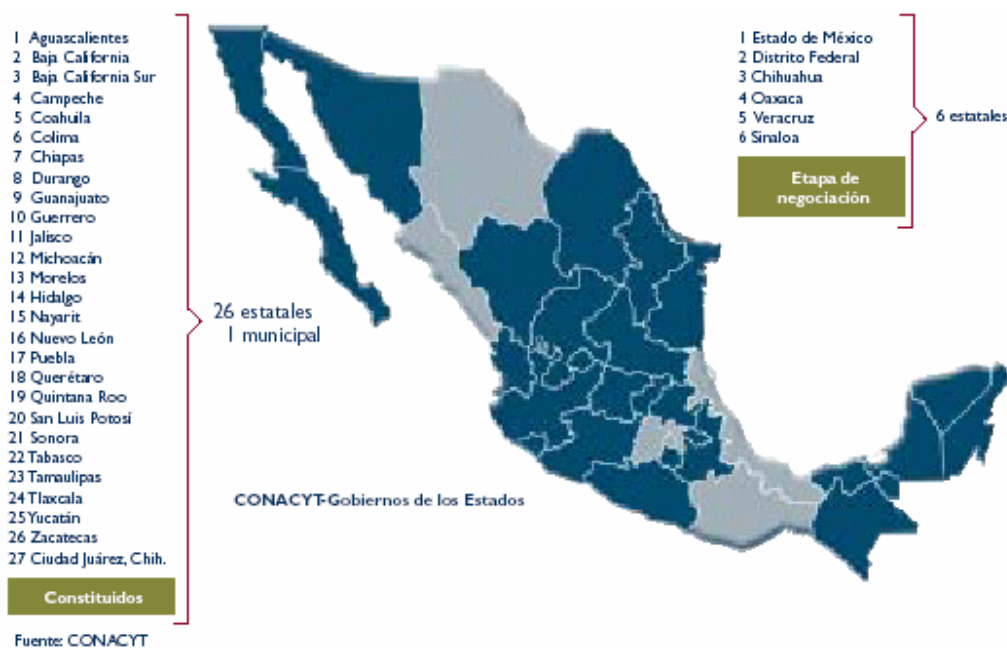 1 Aguascalientes
2 Baja California
3 Baja California Sur
4 Campeche
5 Coahuila
6 Colima
7 Chiapas
8 Durango
9 Guanajuato
10 Guerrero
11 Jalisco
12 Michoacán
13 Morelos
14 Hidalgo
15 Nayarit
16 Nuevo León
17 Puebla
18 Querétaro
19 Quintana Roo
20 San Luis Potosí
21 Sonora
22 Tabasco
23 Tamaulipas
24 Tlaxcala
25 Yucatán
26 Zacatecas
27 Ciudad Juárez, Chih.
Constituidos
Fuente: CONACYT
26 estatales
1 municipal
CONACYT-Gobiernos de los Estados
1 Estado de México
2 Distrito Federal
3 Chihuahua
4 Oaxaca
5 Veracruz
6 Sinaloa
Etapa de
negociación
6 estatales